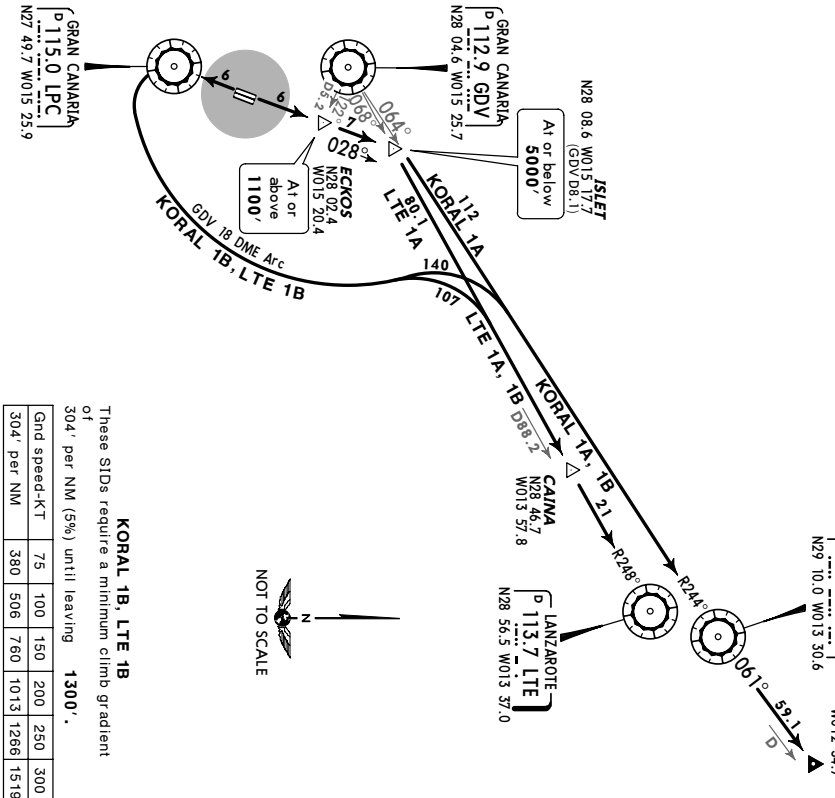 GRAN CANARIA
D 115.0 LPC
N27 49.7 W015 25.9
GRAN CANARIA
D 112.9 GDV
N28 04.6 W015 25.7
ISLET
N28 08.6 W015 17.7
(GDV D8.1)
At or below
5000'
064°
068°
D5.2
6
6
7
028°
ECKOS
N28 02.4
W015 20.4
At or
above
1100'
GDV 18 DME Arc
KORAL 1B, LTE 1B
112
KORAL 1A
80.1
LTE 1A
140
107
LTE 1A, 1B
KORAL 1A, 1B
D88.2
CAINA
N28 46.7
W013 57.8
21
R248°
R244°
LANZAROTE
D 113.7 LTE
N28 56.5 W013 37.0
N29 10.0 W013 30.6
061°
59.1
D
N
NOT TO SCALE
KORAL 1B, LTE 1B
These SIDs require a minimum climb gradient
of
304' per NM (5%) until leaving 1300'.
Gnd speed-KT 75 100 150 200 250 300
304' per NM 380 506 760 1013 1266 1519